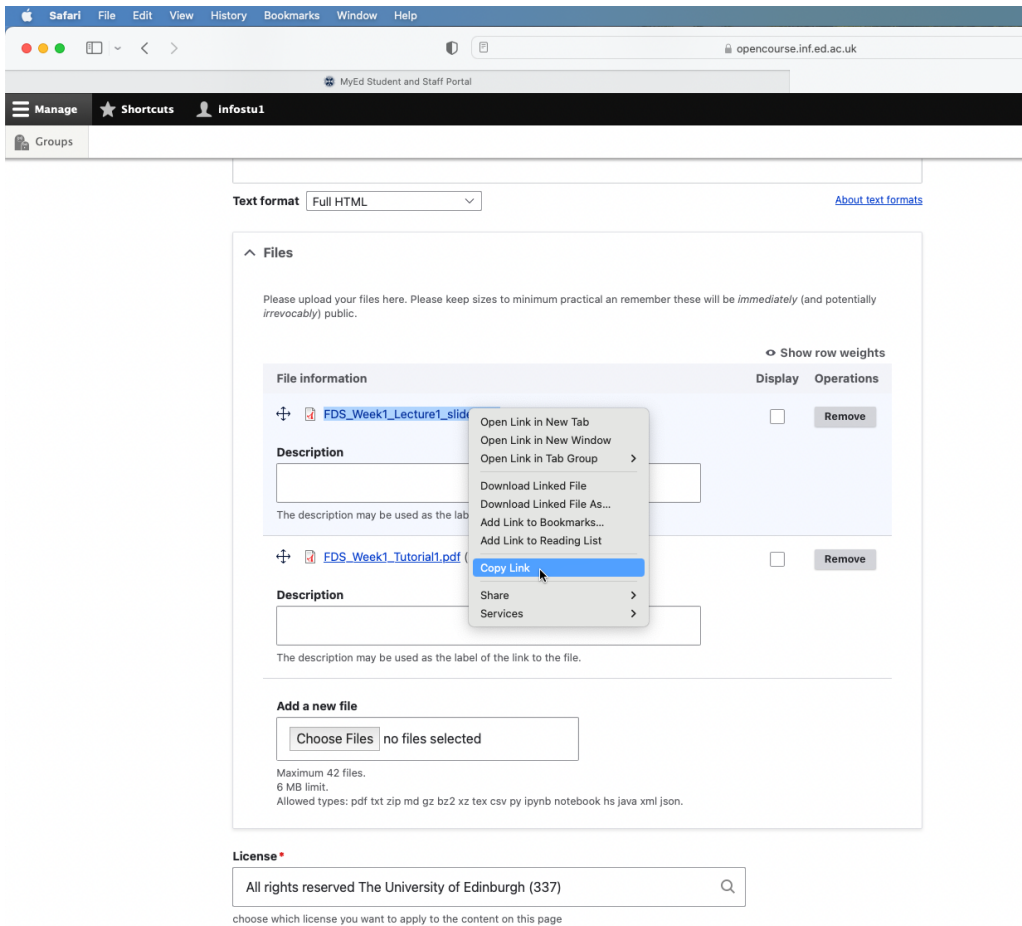 Safari File Edit View History Bookmarks Window Help
opencourse.inf.ed.ac.uk
MyEd Student and Staff Portal
Manage Shortcuts infostu1
Groups
Text format Full HTML About text formats
Files
Please upload your files here. Please keep sizes to minimum practical an remember these will be immediately (and potentially
irrevocably) public.
Show row weights
File information Display Operations
FDS_Week1_Lecture1_slide Remove
Open Link in New Tab
Open Link in New Window
Open Link in Tab Group
Description
Download Linked File
Download Linked File As...
The description may be used as the lab
Add Link to Bookmarks...
Add Link to Reading List
FDS_Week1_Tutorial1.pdf ( Remove
Copy Link
Description
Share
Services
The description may be used as the label of the link to the file.
Add a new file
Choose Files no files selected
Maximum 42 files.
6 MB limit.
Allowed types: pdf txt zip md gz bz2 xz tex csv py ipynb notebook hs java xml json.
License*
All rights reserved The University of Edinburgh (337)
choose which license you want to apply to the content on this page